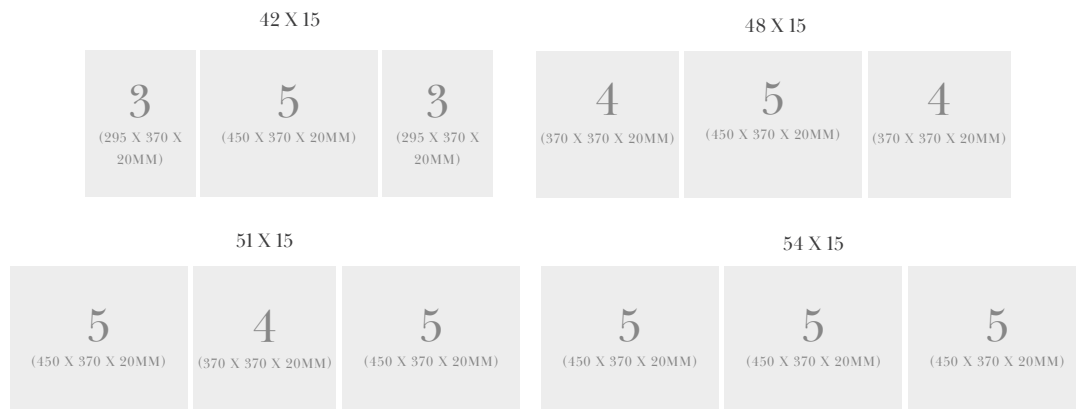 42 X 15
3
(295 X 370 X
20MM)
5
(450 X 370 X 20MM)
3
(295 X 370 X
20MM)
48 X 15
4
(370 X 370 X 20MM)
5
(450 X 370 X 20MM)
4
(370 X 370 X 20MM)
51 X 15
5
(450 X 370 X 20MM)
4
(370 X 370 X 20MM)
5
(450 X 370 X 20MM)
54 X 15
5
(450 X 370 X 20MM)
5
(450 X 370 X 20MM)
5
(450 X 370 X 20MM)